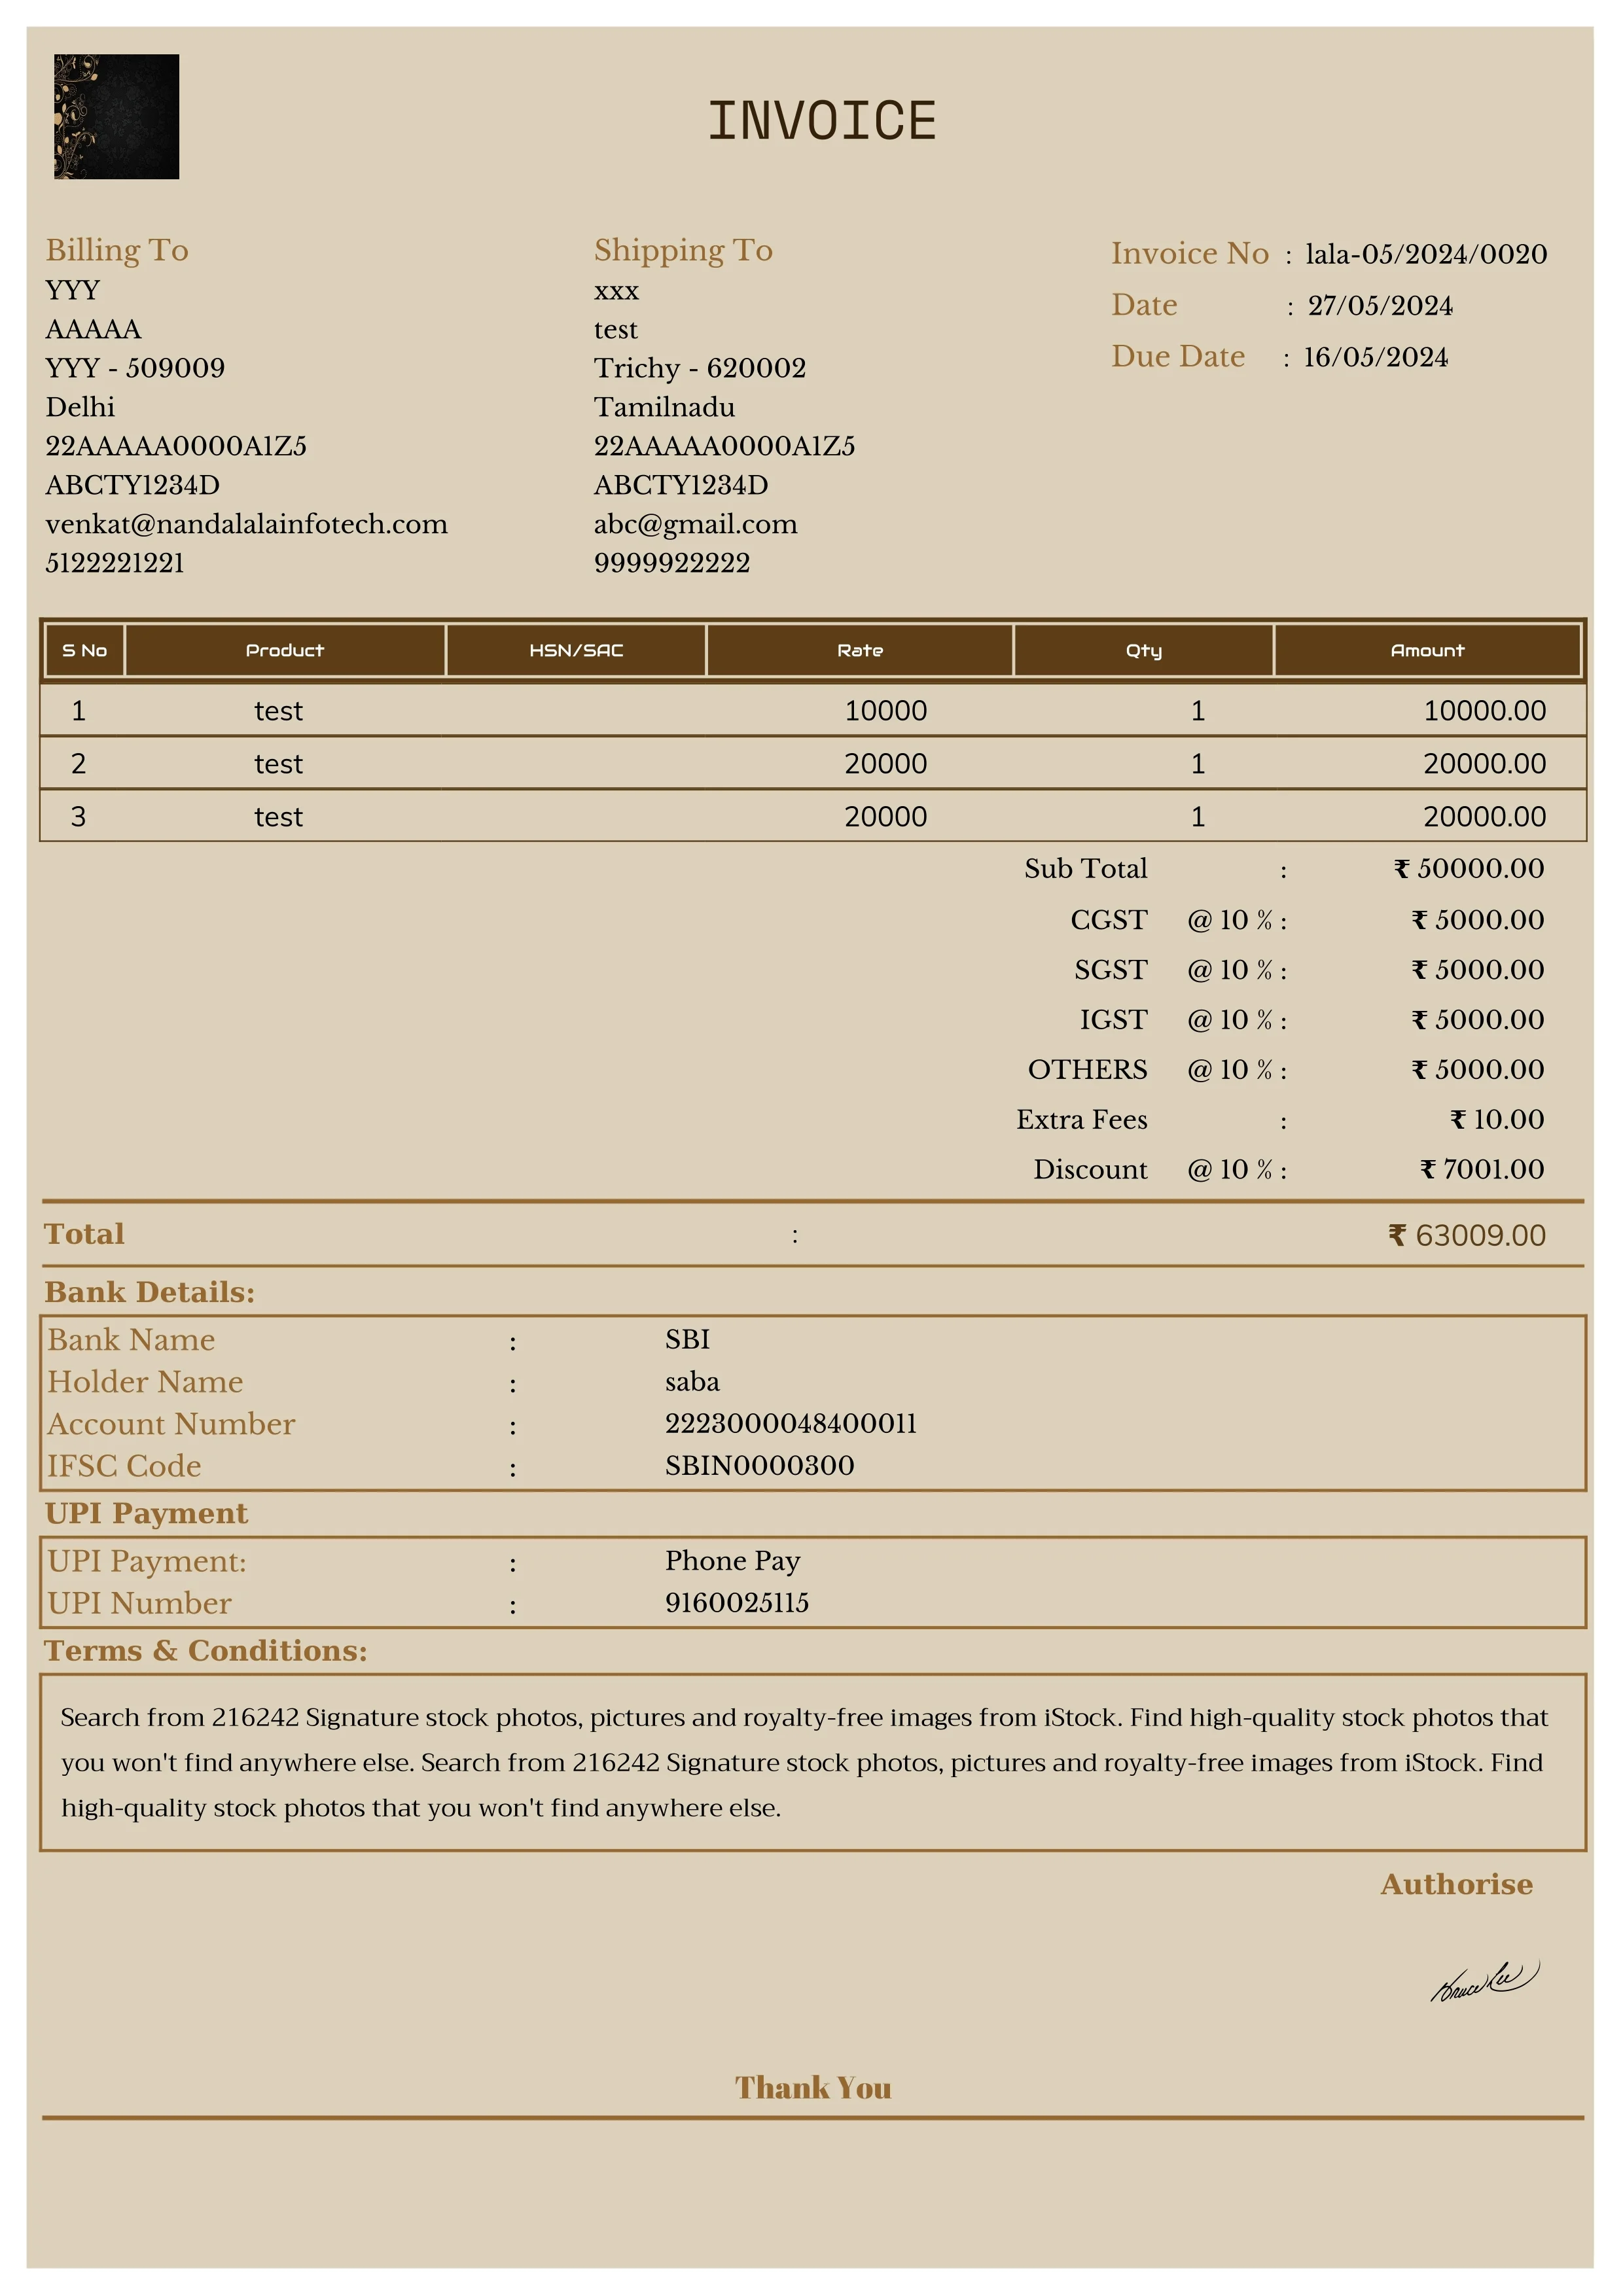 INVOICE
Billing To
YYY
AAAAA
YYY - 509009
Delhi
22AAAAA0000A1Z5
ABCTY1234D
venkat@nandalalainfotech.com
5122221221
Shipping To
xxx
test
Trichy - 620002
Tamilnadu
22AAAAA0000A1Z5
ABCTY1234D
abc@gmail.com
9999922222
Invoice No : lala-05/2024/0020
Date : 27/05/2024
Due Date : 16/05/2024
S No Product HSN/SAC Rate Qty Amount
1 test 10000 1 10000.00
2 test 20000 1 20000.00
3 test 20000 1 20000.00
Sub Total : ₹ 50000.00
CGST @ 10 % : ₹ 5000.00
SGST @ 10 % : ₹ 5000.00
IGST @ 10 % : ₹ 5000.00
OTHERS @ 10 % : ₹ 5000.00
Extra Fees : ₹ 10.00
Discount @ 10 % : ₹ 7001.00
Total : ₹ 63009.00
Bank Details:
Bank Name : SBI
Holder Name : saba
Account Number : 2223000048400011
IFSC Code : SBIN0000300
UPI Payment
UPI Payment: : Phone Pay
UPI Number : 9160025115
Terms & Conditions:
Search from 216242 Signature stock photos, pictures and royalty-free images from iStock. Find high-quality stock photos that
you won't find anywhere else. Search from 216242 Signature stock photos, pictures and royalty-free images from iStock. Find
high-quality stock photos that you won't find anywhere else.
Authorise
Bruce Lee
Thank You